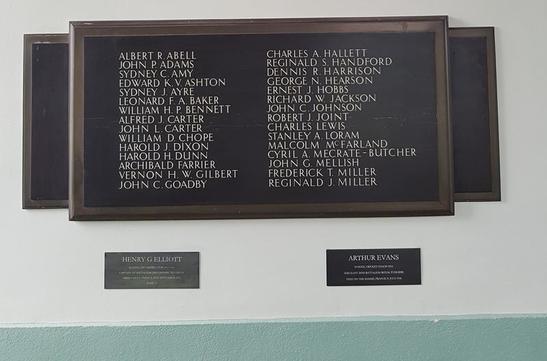 ALBERT R. ABELL
JOHN P. ADAMS
SYDNEY C. AMY
EDWARD K. V. ASHTON
SYDNEY J. AYRE
LEONARD F. A. BAKER
WILLIAM H. P. BENNETT
ALFRED J. CARTER
JOHN L. CARTER
WILLIAM D. CHOPE
HAROLD J. DIXON
HAROLD H. DUNN
ARCHIBALD FARRIER
VERNON H. W. GILBERT
JOHN C. GOADBY
CHARLES A. HALLETT
REGINALD S. HANDFORD
DENNIS R. HARRISON
GEORGE N. HEARSON
ERNEST J. HOBBS
RICHARD W. JACKSON
JOHN C. JOHNSON
ROBERT J. JOINT
CHARLES LEWIS
STANLEY A. LORAM
MALCOLM McFARLAND
CYRIL A. MECRATE-BUTCHER
JOHN G. MELLISH
FREDERICK T. MILLER
REGINALD J. MILLER
HENRY G ELLIOTT
ARTHUR EVANS